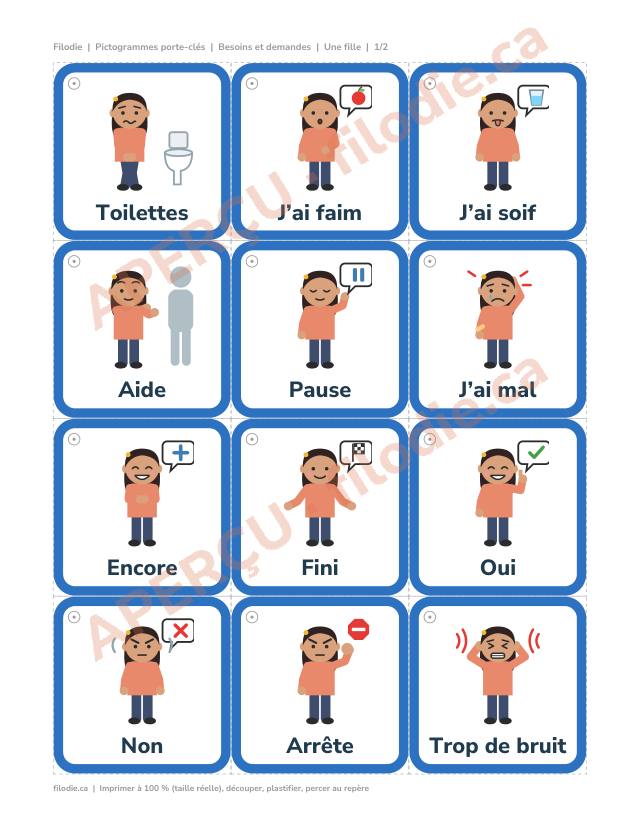 Filodie | Pictogrammes porte-clés | Besoins et demandes | Une fille | 1/2
Toilettes
J'ai faim
J'ai soif
Aide
Pause
J'ai mal
Encore
Fini
Oui
Non
Arrête
Trop de bruit
APERÇU · filodie.ca
APERÇU · filodie.ca
filodie.ca | Imprimer à 100 % (taille réelle), découper, plastifier, percer au repère